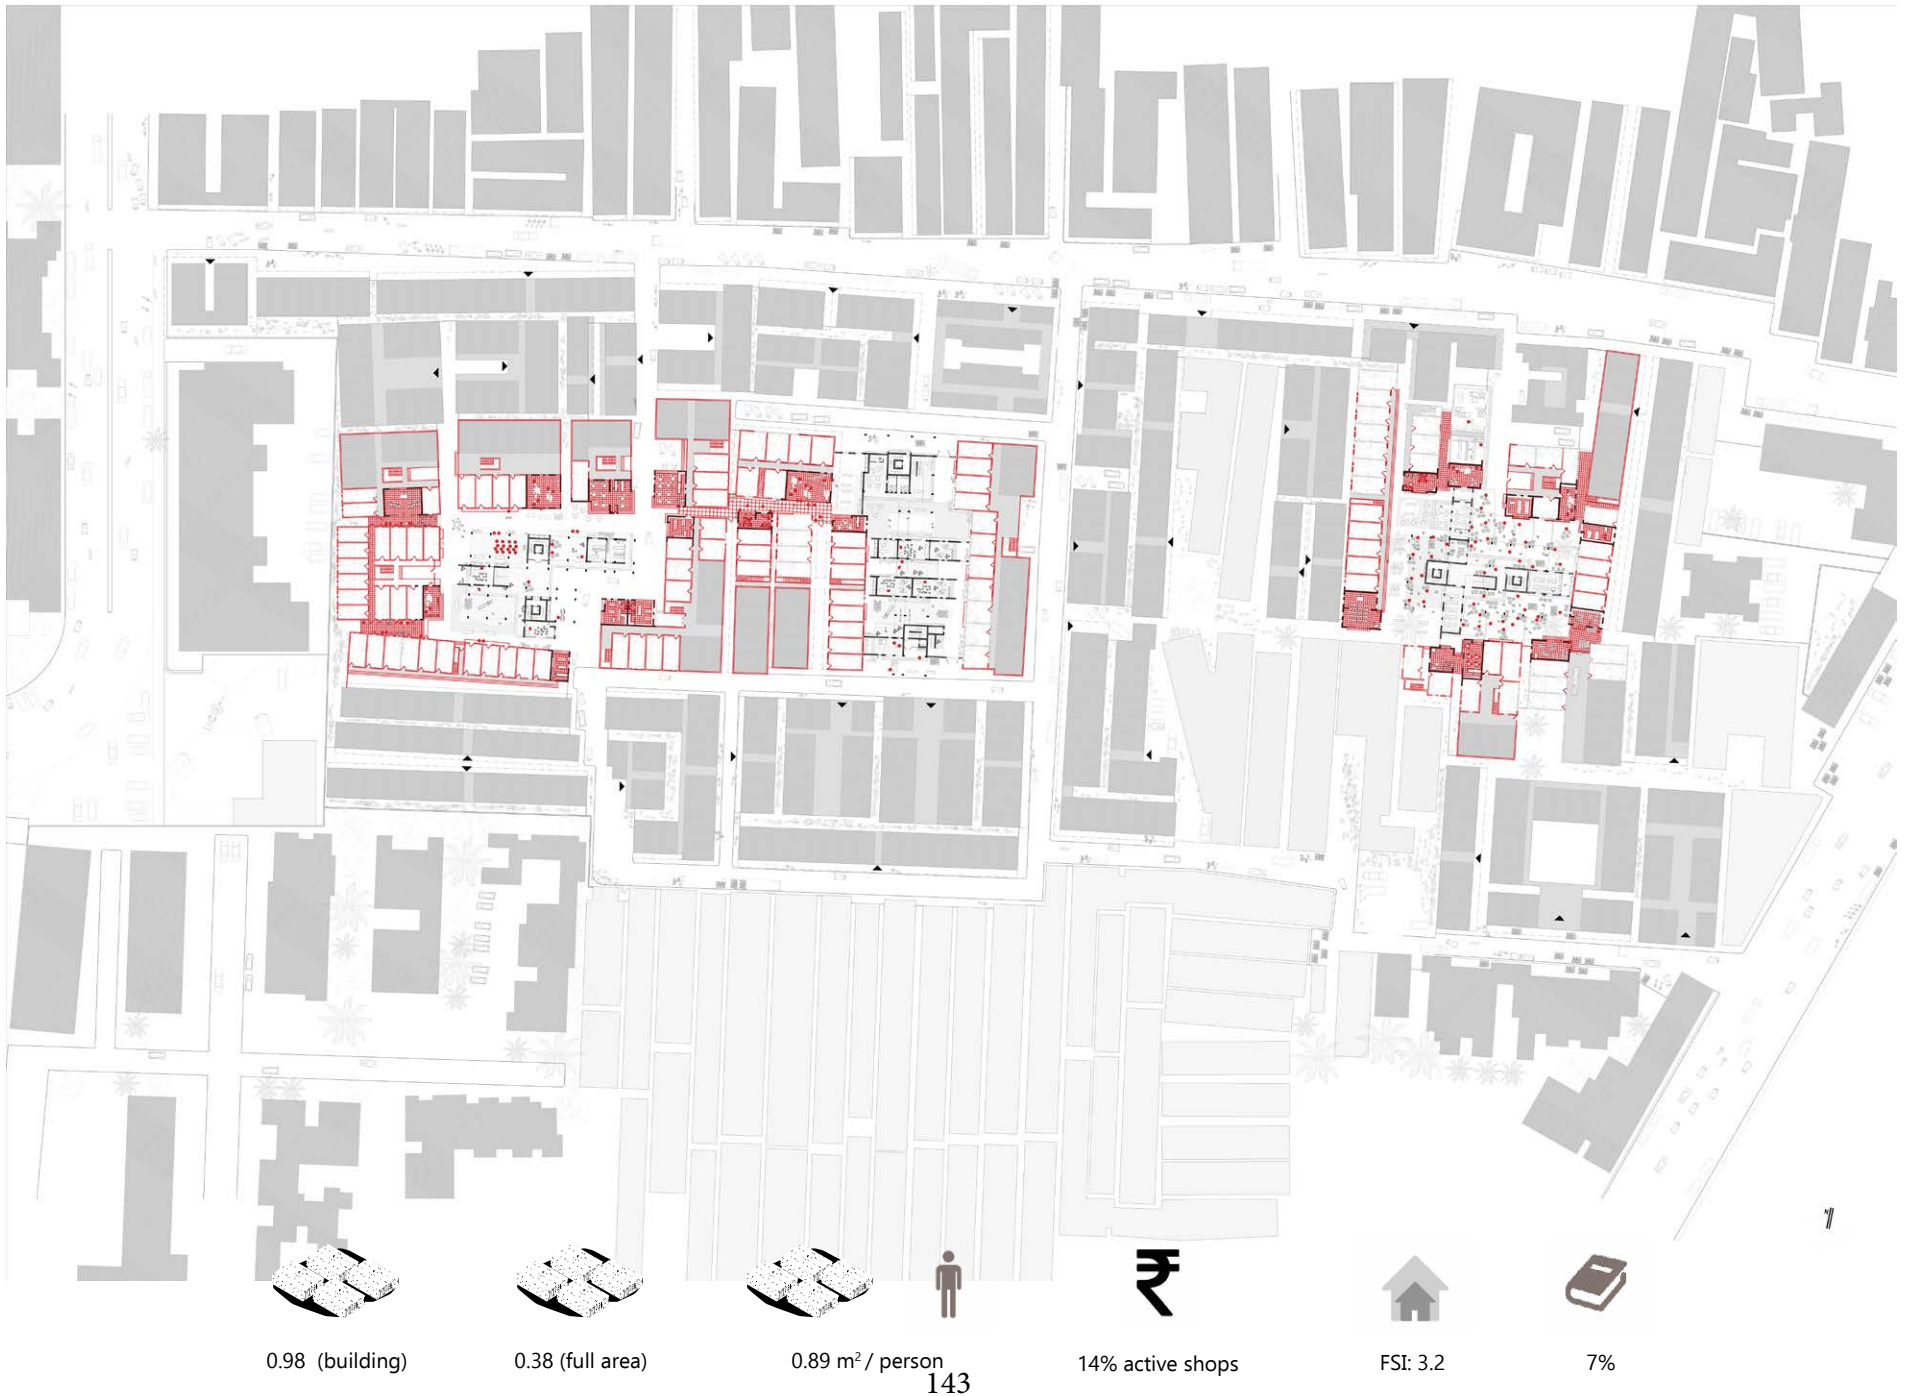 0.98 (building)
0.38 (full area)
0.89 m² / person
14% active shops
FSI: 3.2
7%
143